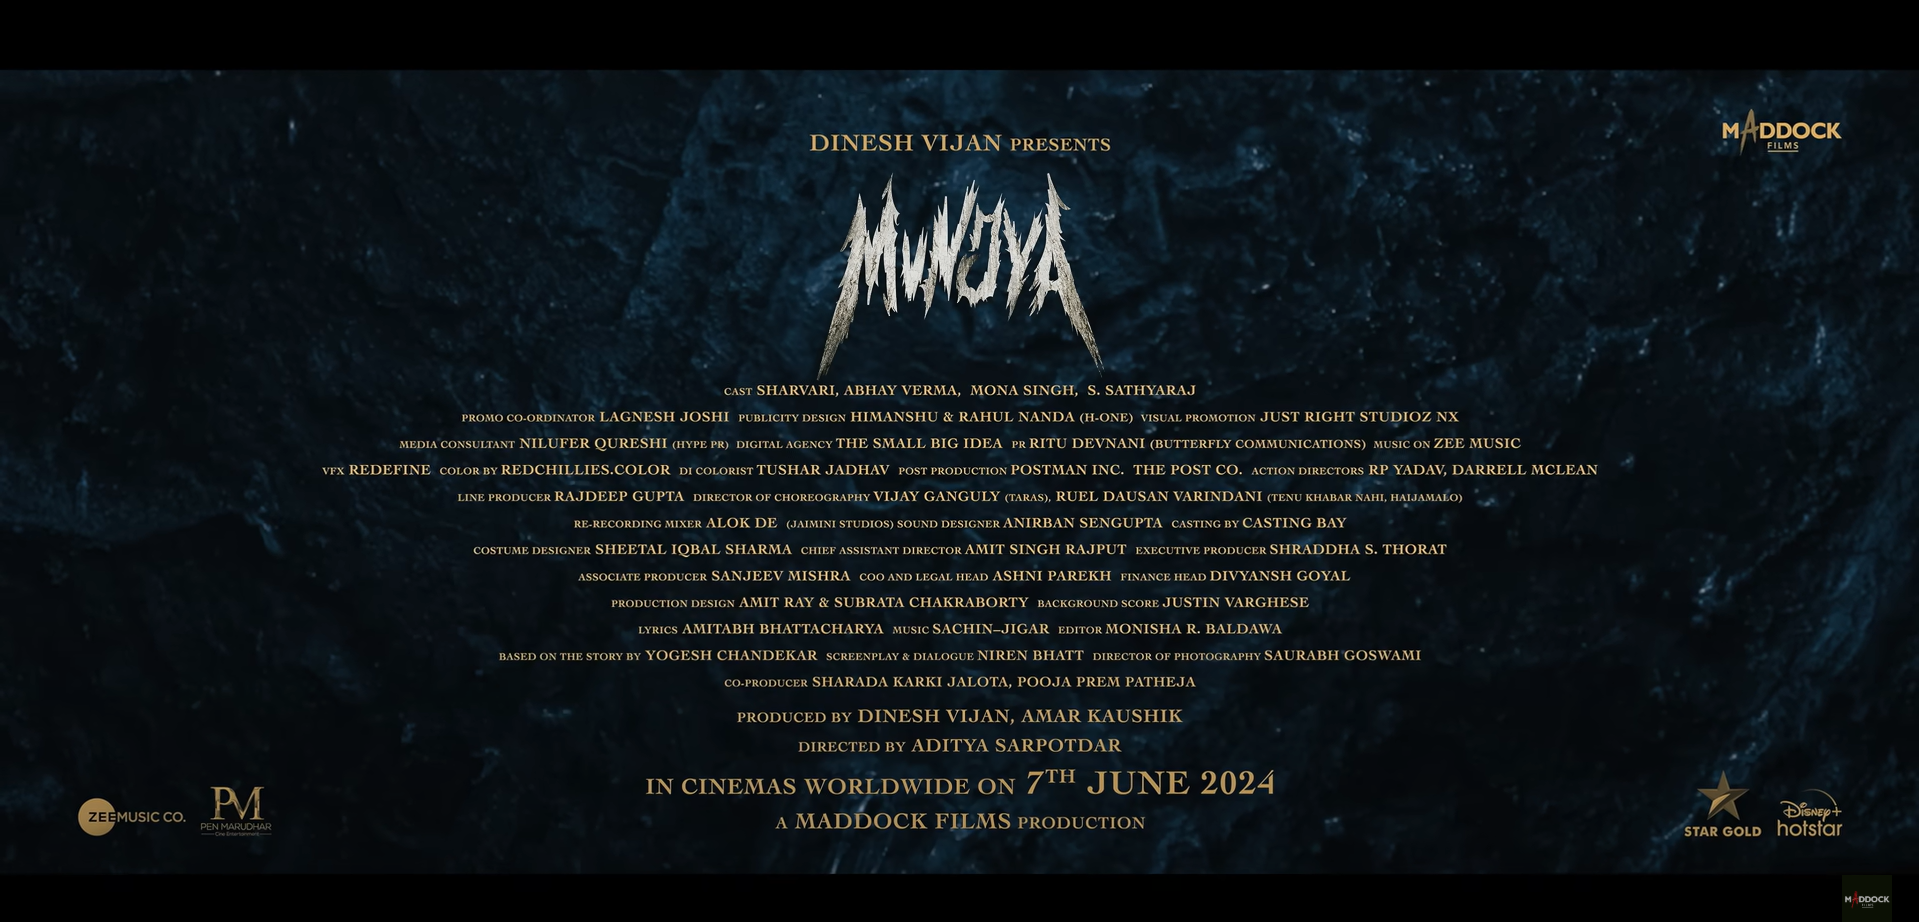 DINESH VIJAN PRESENTS
MADDOCK
FILMS
MUNJYA
CAST SHARVARI, ABHAY VERMA, MONA SINGH, S. SATHYARAJ
PROMO CO-ORDINATOR LAGNESH JOSHI PUBLICITY DESIGN HIMANSHU & RAHUL NANDA (H-ONE) VISUAL PROMOTION JUST RIGHT STUDIOZ NX
MEDIA CONSULTANT NILUFER QURESHI (HYPE PR) DIGITAL AGENCY THE SMALL BIG IDEA PR RITU DEVNANI (BUTTERFLY COMMUNICATIONS) MUSIC ON ZEE MUSIC
VFX REDEFINE COLOR BY REDCHILLIES.COLOR DI COLORIST TUSHAR JADHAV POST PRODUCTION POSTMAN INC. THE POST CO. ACTION DIRECTORS RP YADAV, DARRELL MCLEAN
LINE PRODUCER RAJDEEP GUPTA DIRECTOR OF CHOREOGRAPHY VIJAY GANGULY (TARAS), RUEL DAUSAN VARINDANI (TENU KHABAR NAHI, HAIJAMALO)
RE-RECORDING MIXER ALOK DE (JAIMINI STUDIOS) SOUND DESIGNER ANIRBAN SENGUPTA CASTING BY CASTING BAY
COSTUME DESIGNER SHEETAL IQBAL SHARMA CHIEF ASSISTANT DIRECTOR AMIT SINGH RAJPUT EXECUTIVE PRODUCER SHRADDHA S. THORAT
ASSOCIATE PRODUCER SANJEEV MISHRA COO AND LEGAL HEAD ASHNI PAREKH FINANCE HEAD DIVYANSH GOYAL
PRODUCTION DESIGN AMIT RAY & SUBRATA CHAKRABORTY BACKGROUND SCORE JUSTIN VARGHESE
LYRICS AMITABH BHATTACHARYA MUSIC SACHIN–JIGAR EDITOR MONISHA R. BALDAWA
BASED ON THE STORY BY YOGESH CHANDEKAR SCREENPLAY & DIALOGUE NIREN BHATT DIRECTOR OF PHOTOGRAPHY SAURABH GOSWAMI
CO-PRODUCER SHARADA KARKI JALOTA, POOJA PREM PATHEJA
PRODUCED BY DINESH VIJAN, AMAR KAUSHIK
DIRECTED BY ADITYA SARPOTDAR
IN CINEMAS WORLDWIDE ON 7TH JUNE 2024
A MADDOCK FILMS PRODUCTION
ZEE MUSIC CO.
PM
PEN MARUDHAR
Cine Entertainment
STAR GOLD
Disney+
hotstar
MADDOCK
FILMS